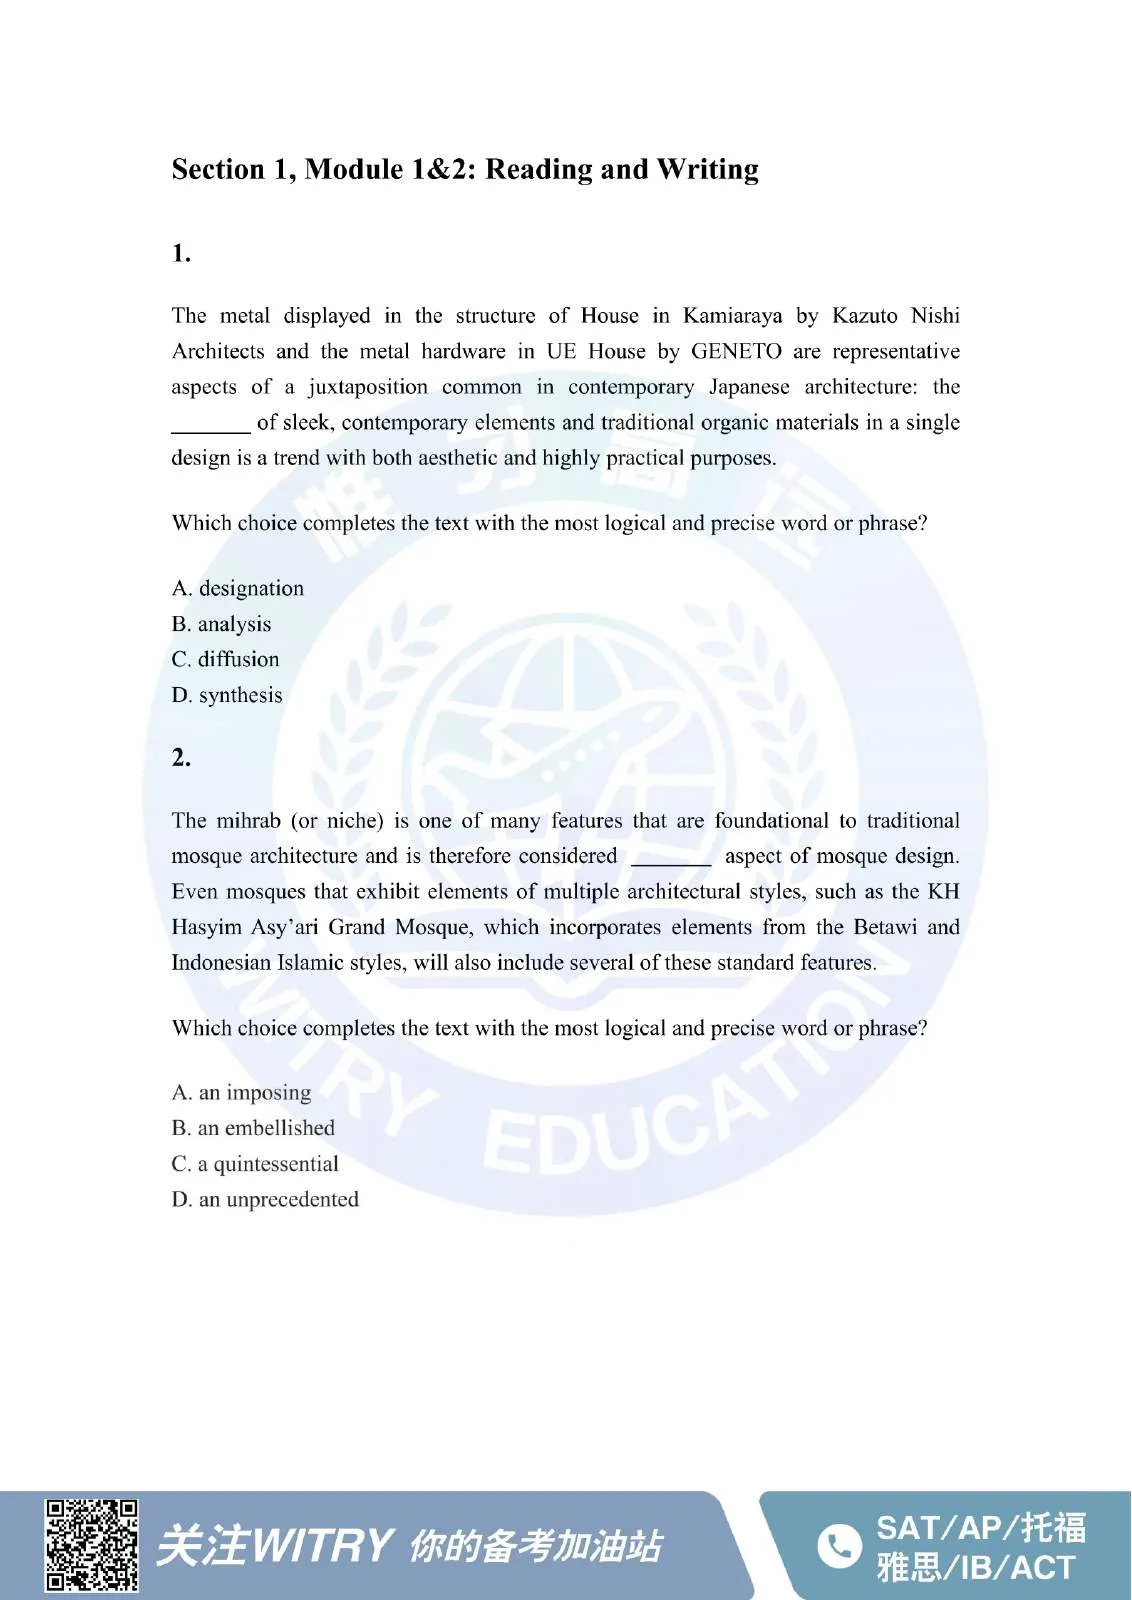 Section 1, Module 1&2: Reading and Writing
1.
The metal displayed in the structure of House in Kamiaraya by Kazuto Nishi
Architects and the metal hardware in UE House by GENETO are representative
aspects of a juxtaposition common in contemporary Japanese architecture: the
_______ of sleek, contemporary elements and traditional organic materials in a single
design is a trend with both aesthetic and highly practical purposes.
Which choice completes the text with the most logical and precise word or phrase?
A. designation
B. analysis
C. diffusion
D. synthesis
2.
The mihrab (or niche) is one of many features that are foundational to traditional
mosque architecture and is therefore considered _______ aspect of mosque design.
Even mosques that exhibit elements of multiple architectural styles, such as the KH
Hasyim Asy’ari Grand Mosque, which incorporates elements from the Betawi and
Indonesian Islamic styles, will also include several of these standard features.
Which choice completes the text with the most logical and precise word or phrase?
A. an imposing
B. an embellished
C. a quintessential
D. an unprecedented
惟力高远
WITRY EDUCATION
关注WITRY 你的备考加油站
SAT/AP/托福
雅思/IB/ACT